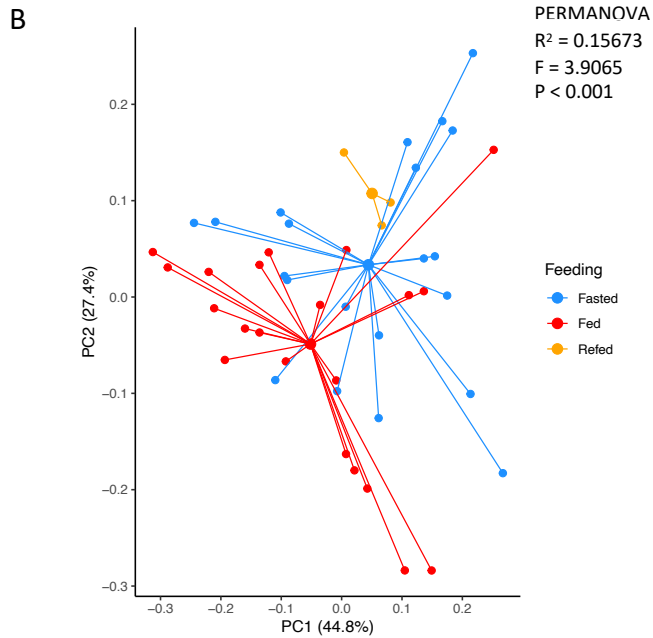 B
PERMANOVA
R² = 0.15673
F = 3.9065
P < 0.001
0.2
0.1
0.0
−0.1
−0.2
−0.3
PC2 (27.4%)
−0.3 −0.2 −0.1 0.0 0.1 0.2
PC1 (44.8%)
Feeding
Fasted
Fed
Refed